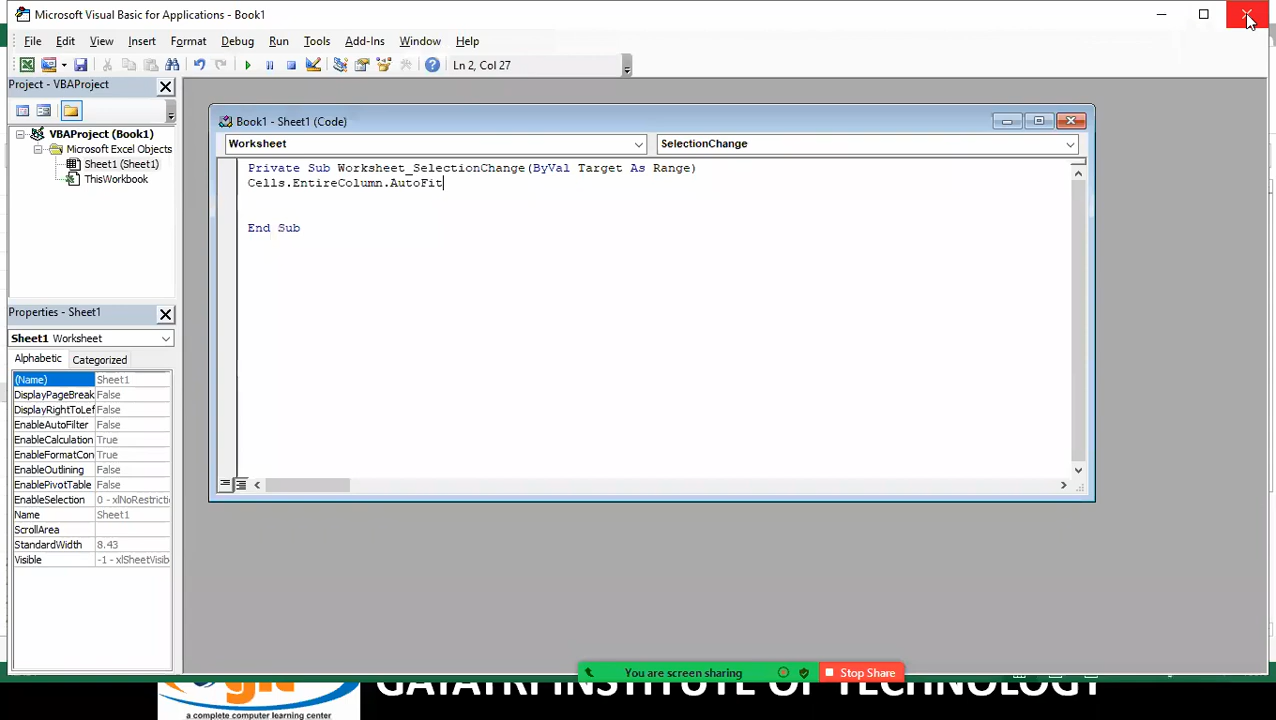 Microsoft Visual Basic for Applications - Book1
File Edit View Insert Format Debug Run Tools Add-Ins Window Help
Ln 2, Col 27
Project - VBAProject
VBAProject (Book1)
Microsoft Excel Objects
Sheet1 (Sheet1)
ThisWorkbook
Book1 - Sheet1 (Code)
Worksheet
SelectionChange
Private Sub Worksheet_SelectionChange(ByVal Target As Range)
Cells.EntireColumn.AutoFit
End Sub
Properties - Sheet1
Sheet1 Worksheet
Alphabetic Categorized
(Name) Sheet1
DisplayPageBreak False
DisplayRightToLef False
EnableAutoFilter False
EnableCalculation True
EnableFormatCon True
EnableOutlining False
EnablePivotTable False
EnableSelection 0 - xlNoRestricti
Name Sheet1
ScrollArea
StandardWidth 8.43
Visible -1 - xlSheetVisib
You are screen sharing Stop Share
GATATRI INSTITUTE OF TECHNOLOGY
a complete computer learning center